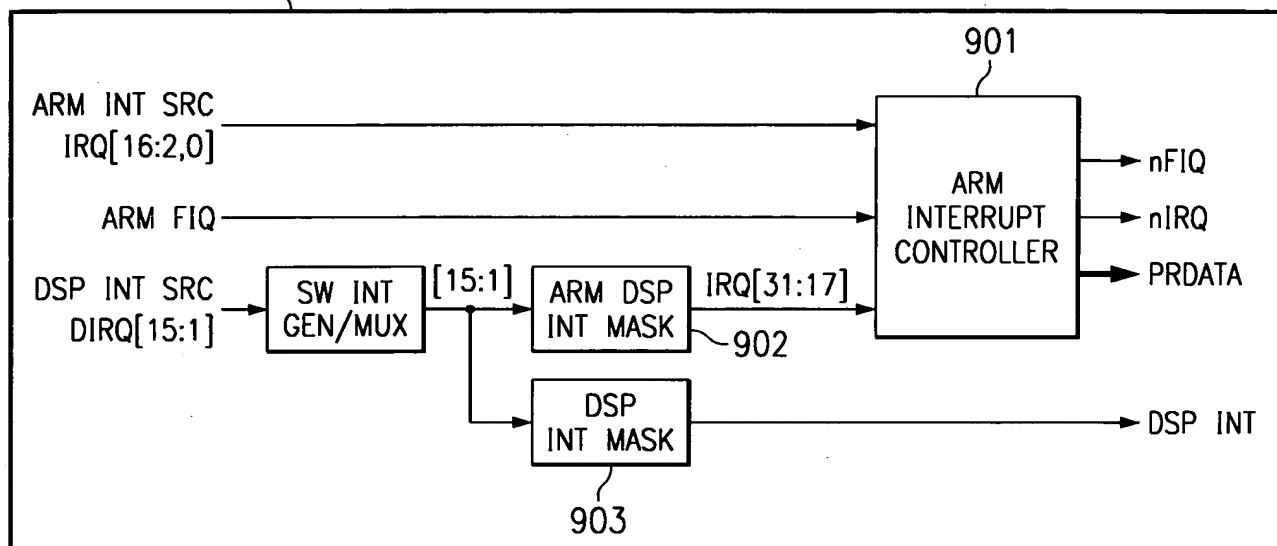 901
ARM INT SRC
IRQ[16:2,0]
ARM FIQ
DSP INT SRC
DIRQ[15:1]
SW INT
GEN/MUX
[15:1]
ARM DSP
INT MASK
902
IRQ[31:17]
ARM
INTERRUPT
CONTROLLER
nFIQ
nIRQ
PRDATA
DSP
INT MASK
903
DSP INT